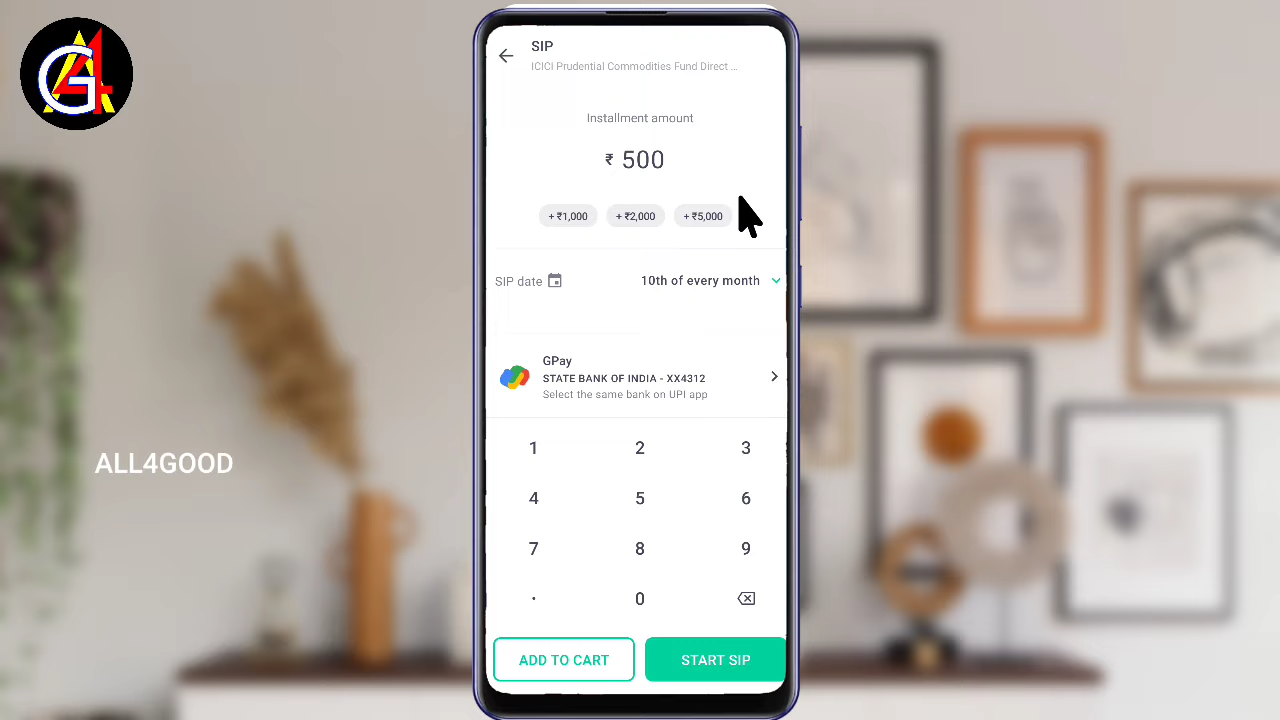 G4
SIP
ICICI Prudential Commodities Fund Direct ...
Installment amount
₹ 500
+ ₹1,000 + ₹2,000 + ₹5,000
SIP date 10th of every month
GPay
STATE BANK OF INDIA - XX4312
Select the same bank on UPI app
1 2 3
4 5 6
7 8 9
. 0
ADD TO CART START SIP
ALL4GOOD